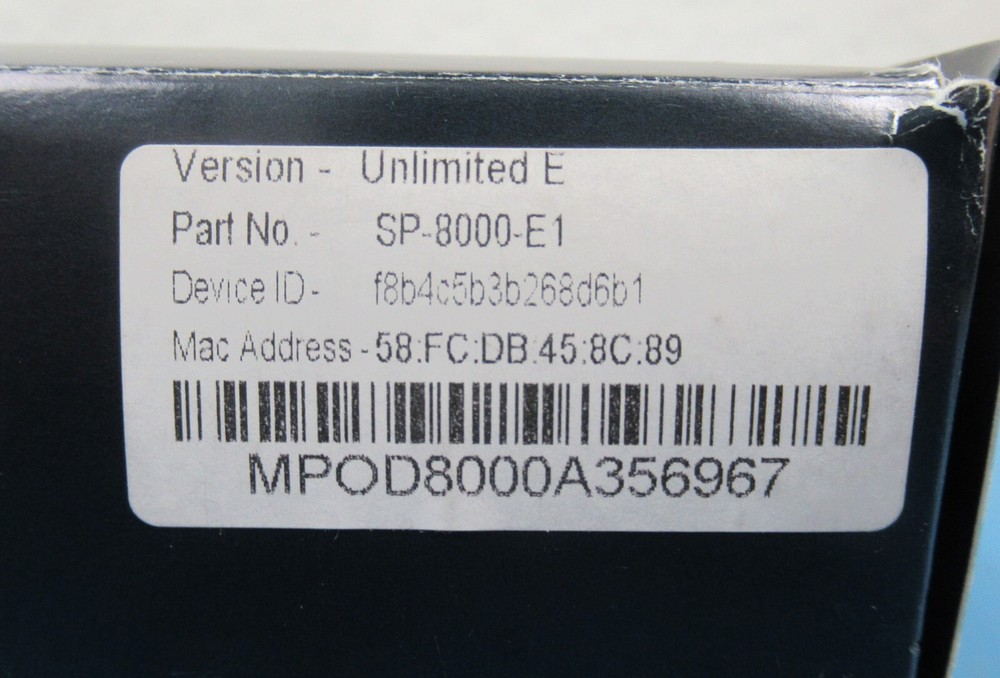 Version - Unlimited E
Part No. - SP-8000-E1
Device ID - f8b4c5b3b268d6b1
Mac Address - 58:FC:DB:45:8C:89
MPOD8000A356967